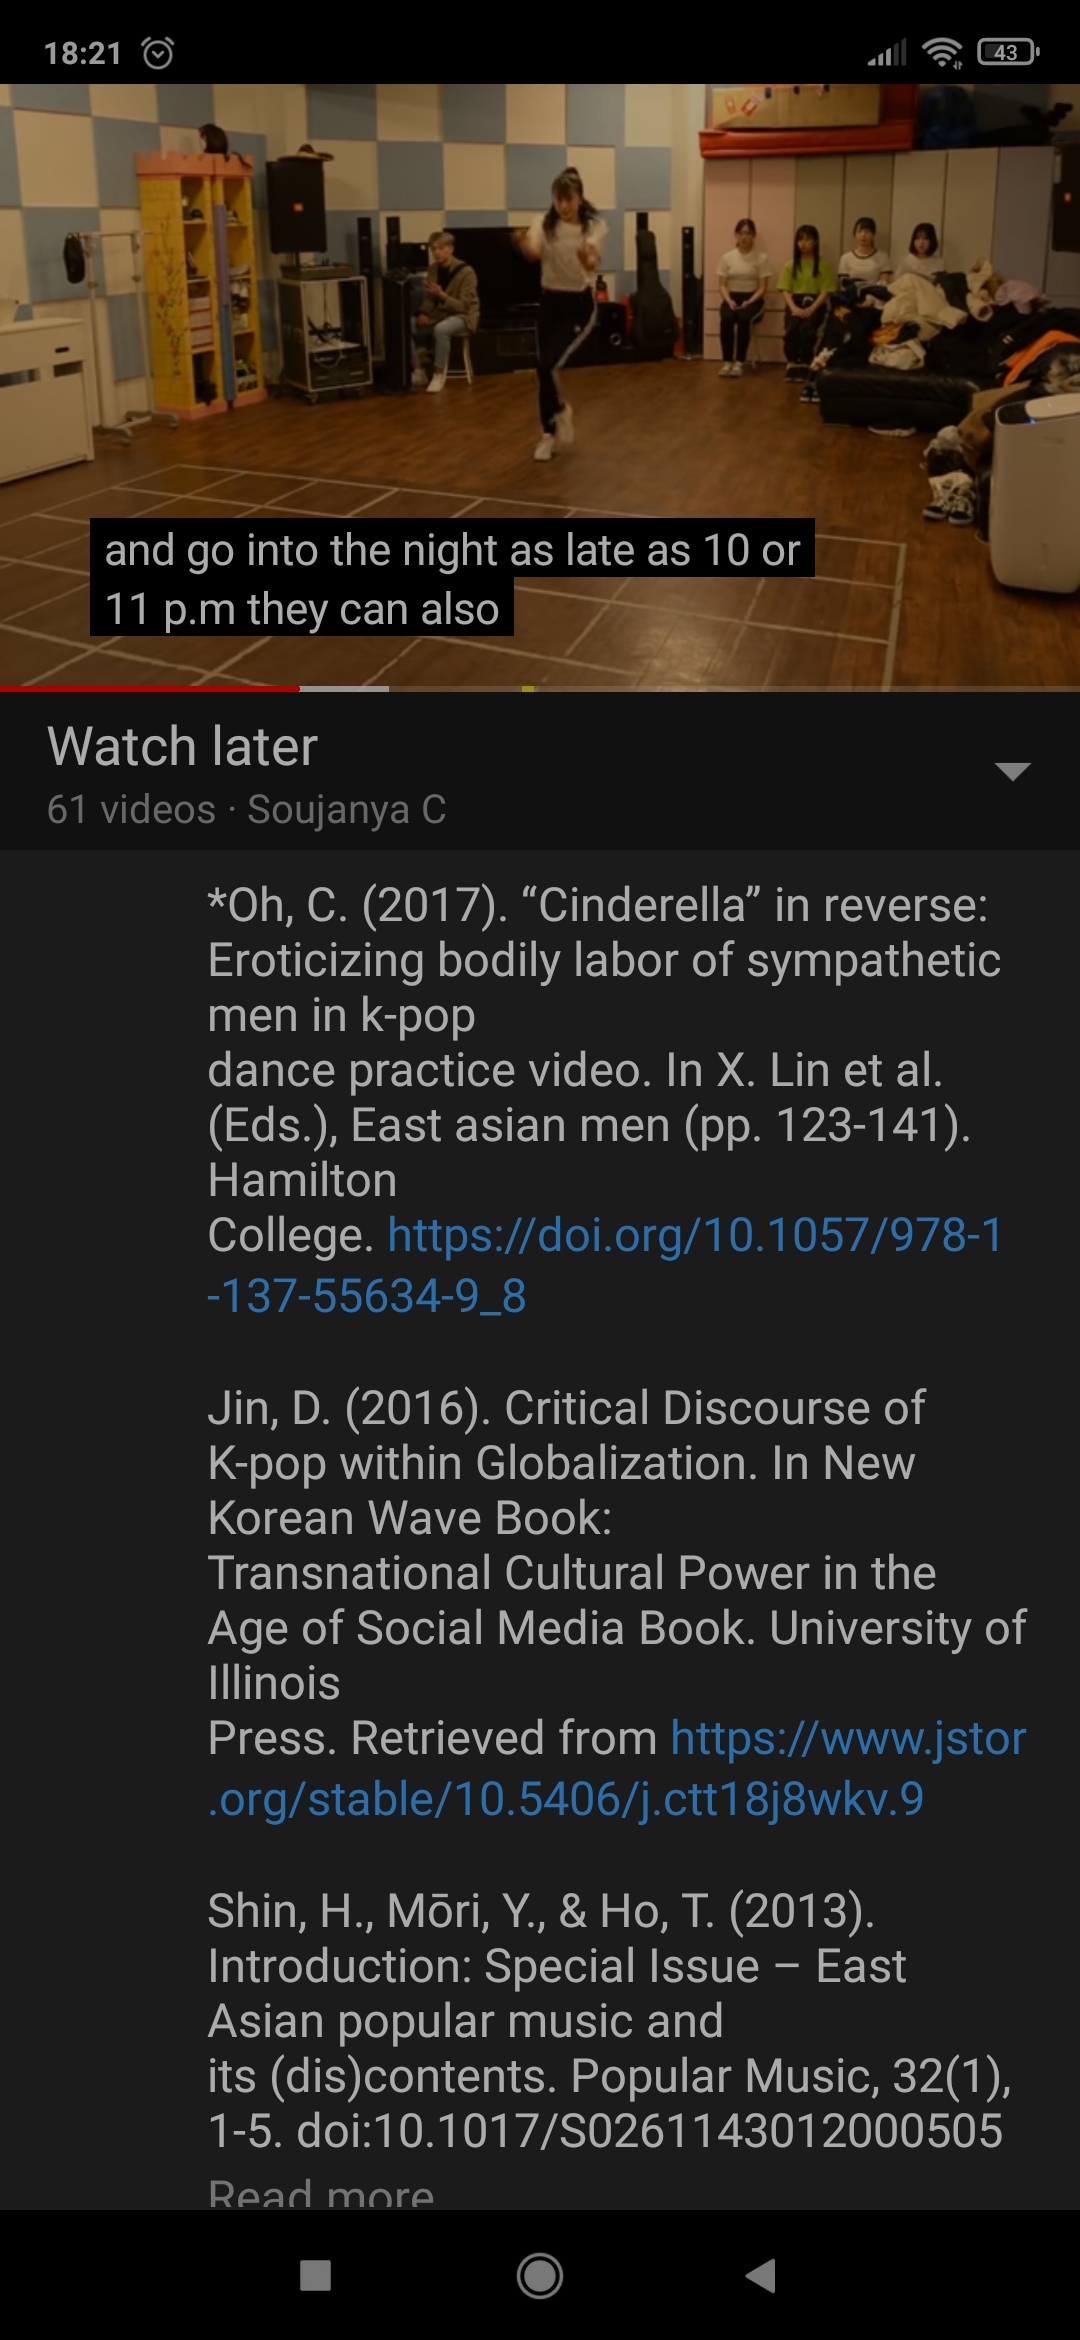 18:21
43
and go into the night as late as 10 or
11 p.m they can also
Watch later
61 videos · Soujanya C
*Oh, C. (2017). “Cinderella” in reverse:
Eroticizing bodily labor of sympathetic
men in k-pop
dance practice video. In X. Lin et al.
(Eds.), East asian men (pp. 123-141).
Hamilton
College. https://doi.org/10.1057/978-1
-137-55634-9_8
Jin, D. (2016). Critical Discourse of
K-pop within Globalization. In New
Korean Wave Book:
Transnational Cultural Power in the
Age of Social Media Book. University of
Illinois
Press. Retrieved from https://www.jstor
.org/stable/10.5406/j.ctt18j8wkv.9
Shin, H., Mōri, Y., & Ho, T. (2013).
Introduction: Special Issue – East
Asian popular music and
its (dis)contents. Popular Music, 32(1),
1-5. doi:10.1017/S0261143012000505
Read more